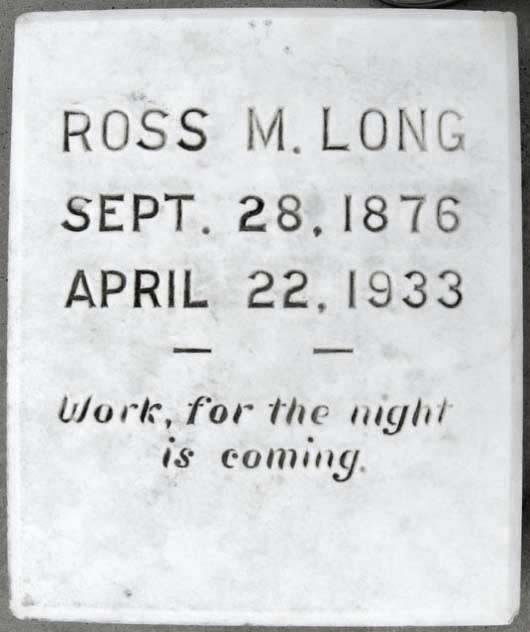 ROSS M. LONG
SEPT. 28, 1876
APRIL 22, 1933
— —
Work, for the night
is coming.